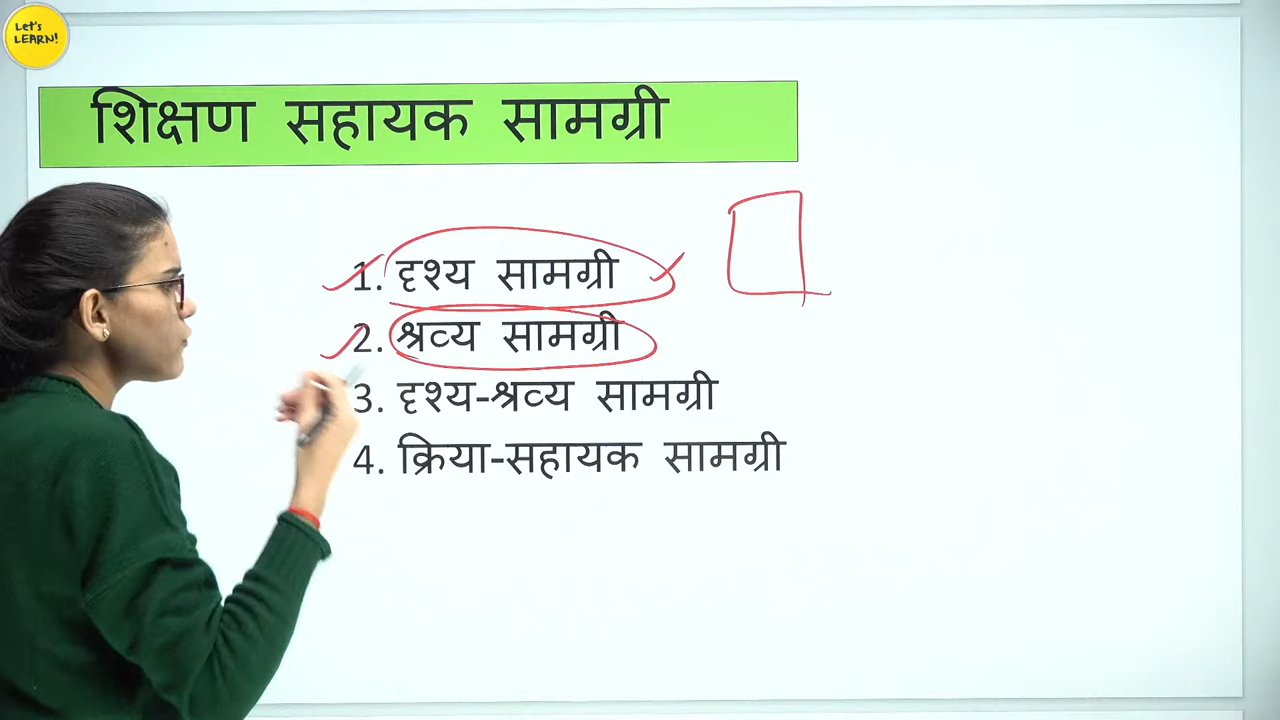 Let's
LEARN!
शिक्षण सहायक सामग्री
1. दृश्य सामग्री
2. श्रव्य सामग्री
3. दृश्य-श्रव्य सामग्री
4. क्रिया-सहायक सामग्री